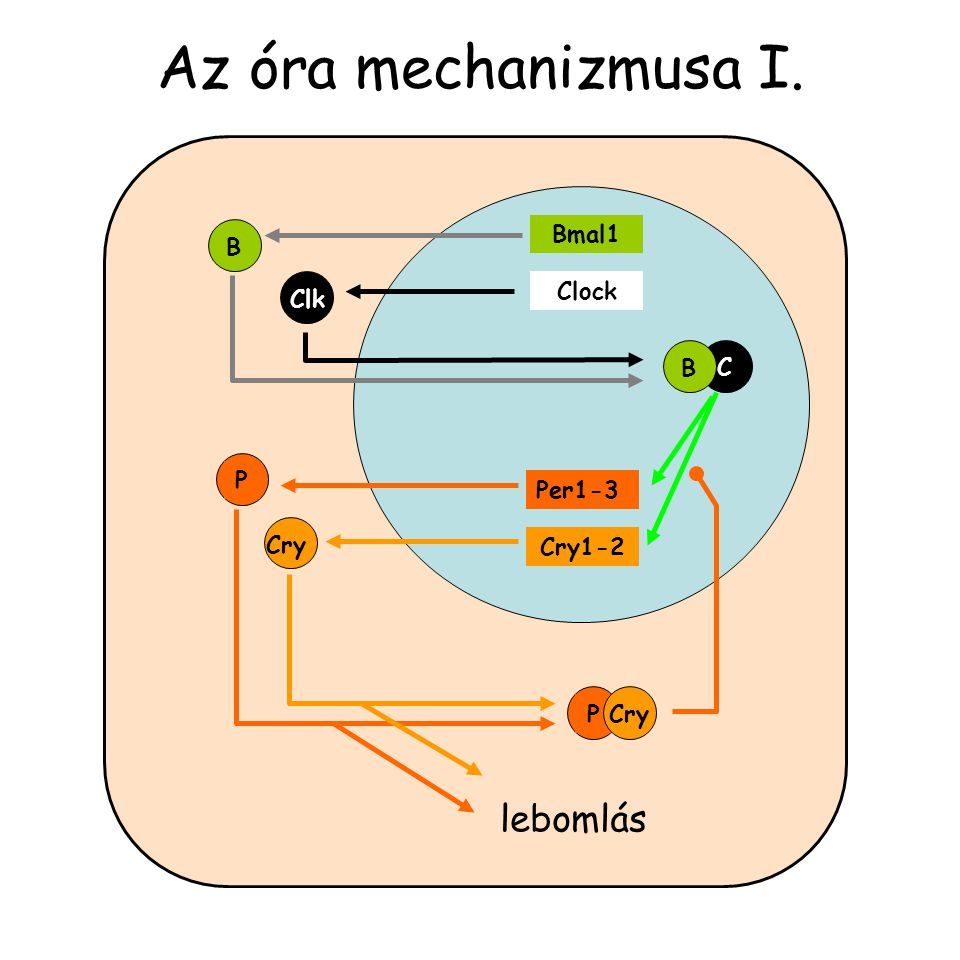 Az óra mechanizmusa I.
B
Bmal1
Clk
Clock
B C
P
Per1-3
Cry
Cry1-2
P Cry
lebomlás